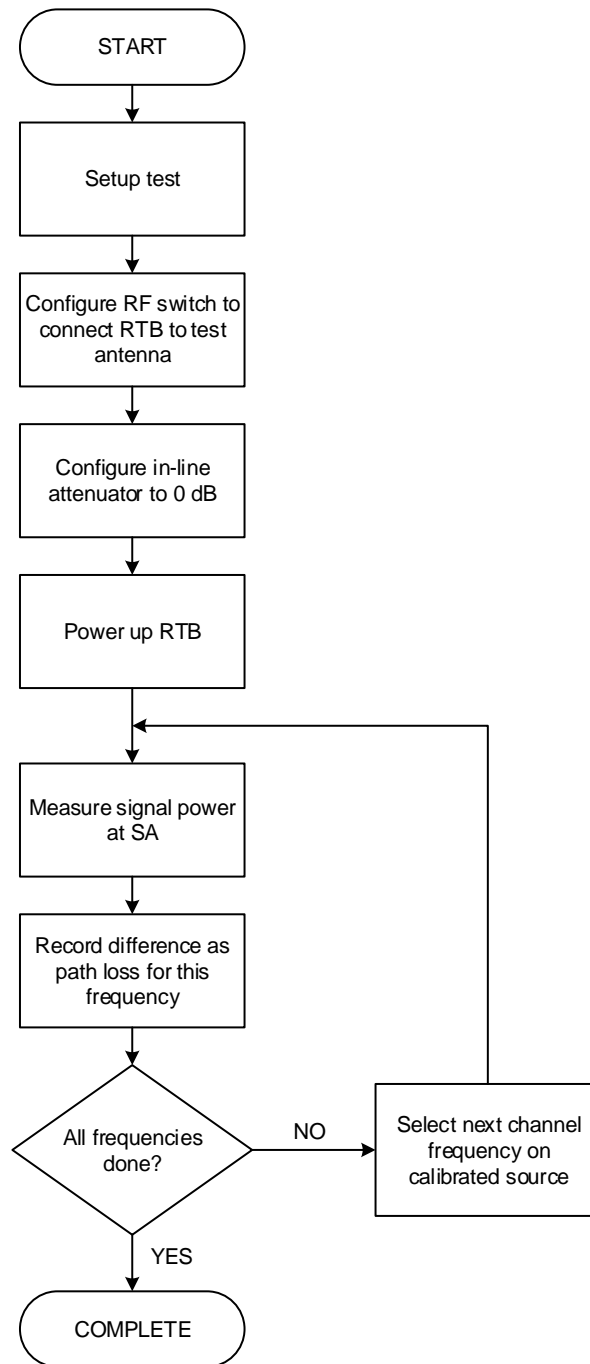 START
Setup test
Configure RF switch to
connect RTB to test
antenna
Configure in-line
attenuator to 0 dB
Power up RTB
Measure signal power
at SA
Record difference as
path loss for this
frequency
All frequencies
done?
NO
Select next channel
frequency on
calibrated source
YES
COMPLETE